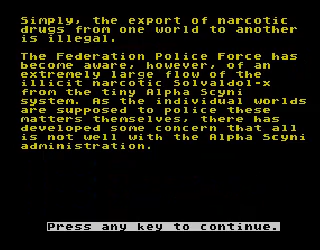 Simply, the export of narcotic
drugs from one world to another
is illegal.
The Federation Police Force has
become aware, however, of an
extremely large flow of the
illicit narcotic Solvaldol-x
from the tiny Alpha Scyni
system. As the individual worlds
are supposed to police these
matters themselves, there has
developed some concern that all
is not well with the Alpha Scyni
administration.
Press any key to continue.